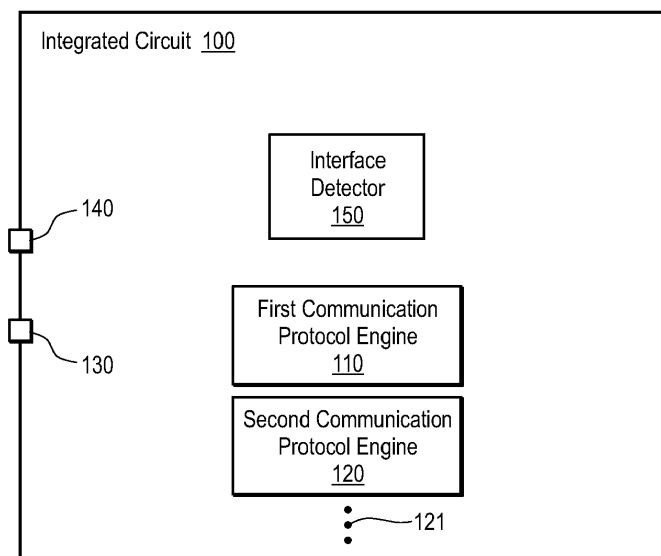 Integrated Circuit 100
Interface
Detector
150
140
First Communication
Protocol Engine
110
130
Second Communication
Protocol Engine
120
121